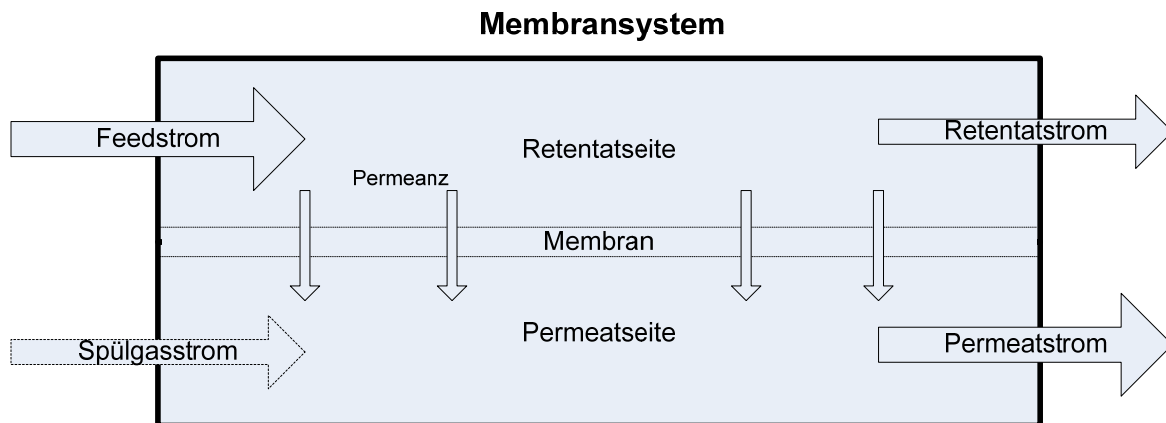 Membransystem
Feedstrom
Retentatstrom
Retentatseite
Permeanz
Membran
Permeatseite
Spülgasstrom
Permeatstrom